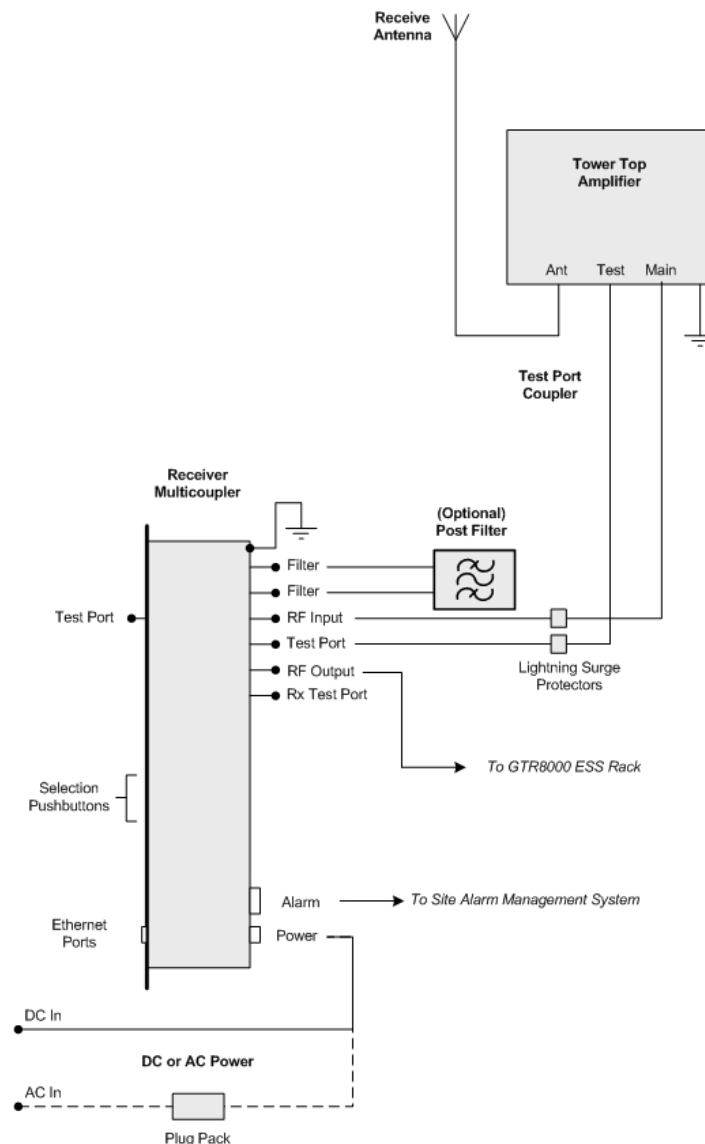 Receive
Antenna
Tower Top
Amplifier
Ant Test Main
Test Port
Coupler
Receiver
Multicoupler
(Optional)
Post Filter
Filter
Filter
Test Port
RF Input
Test Port
RF Output
Rx Test Port
Lightning Surge
Protectors
To GTR8000 ESS Rack
Selection
Pushbuttons
Alarm
To Site Alarm Management System
Ethernet
Ports
Power
DC In
DC or AC Power
AC In
Plug Pack